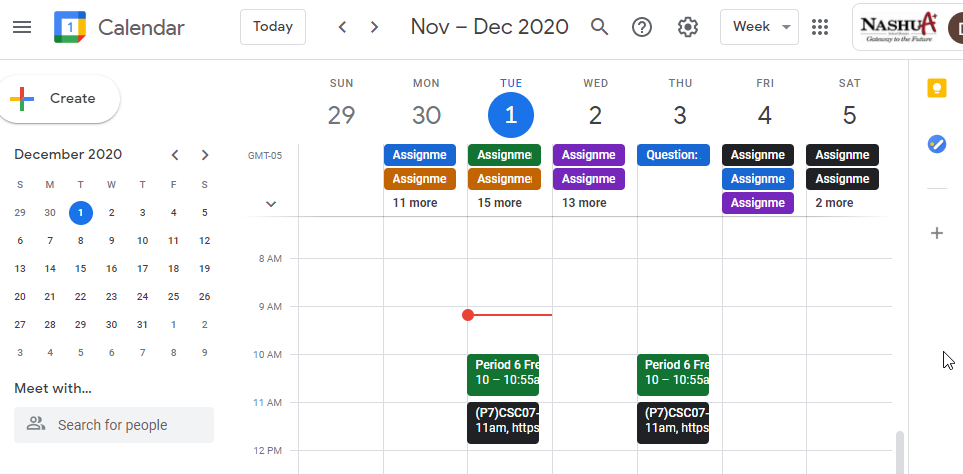 1
Calendar
Today
Nov – Dec 2020
?
Week
NASHUA+
Gateway to the Future
Create
December 2020
S M T W T F S
29 30 1 2 3 4 5
6 7 8 9 10 11 12
13 14 15 16 17 18 19
20 21 22 23 24 25 26
27 28 29 30 31 1 2
3 4 5 6 7 8 9
Meet with...
Search for people
SUN MON TUE WED THU FRI SAT
29 30 1 2 3 4 5
GMT-05
Assignme Assignme Assignme Question: Assignme Assignme
Assignme Assignme Assignme Assignme Assignme
11 more 15 more 13 more Assignme 2 more
8 AM
9 AM
10 AM
Period 6 Fre Period 6 Fre
10 – 10:55a 10 – 10:55a
11 AM
(P7)CSC07- (P7)CSC07-
11am, https 11am, https
12 PM